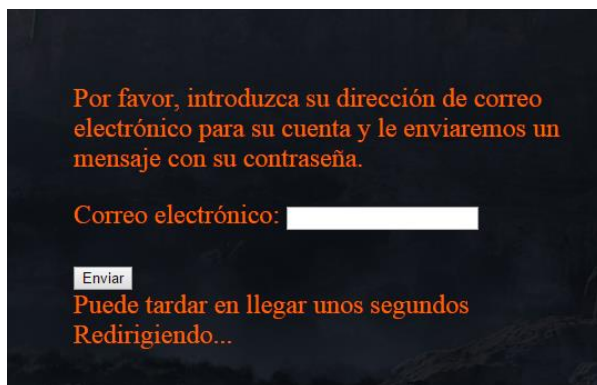 Por favor, introduzca su dirección de correo
electrónico para su cuenta y le enviaremos un
mensaje con su contraseña.
Correo electrónico:
Enviar
Puede tardar en llegar unos segundos
Redirigiendo...